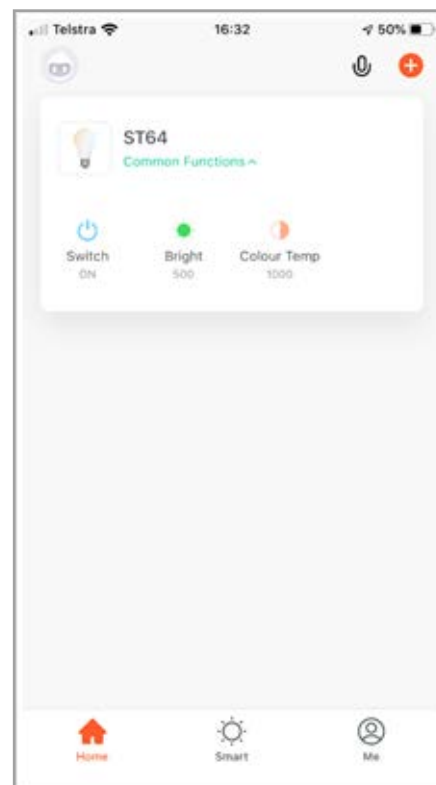 Telstra 16:32 50%
ST64
Common Functions
Switch Bright Colour Temp
ON 500 1000
Home Smart Me